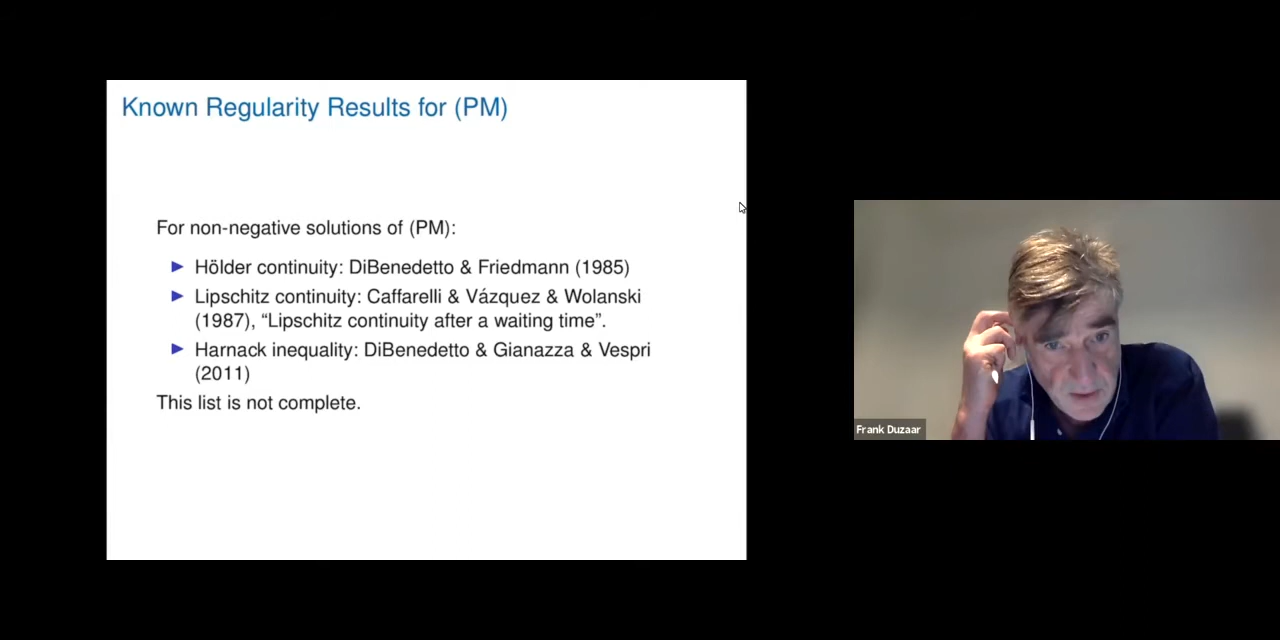 Known Regularity Results for (PM)
For non-negative solutions of (PM):
► Hölder continuity: DiBenedetto & Friedmann (1985)
► Lipschitz continuity: Caffarelli & Vázquez & Wolanski
(1987), “Lipschitz continuity after a waiting time”.
► Harnack inequality: DiBenedetto & Gianazza & Vespri
(2011)
This list is not complete.
Frank Duzaar